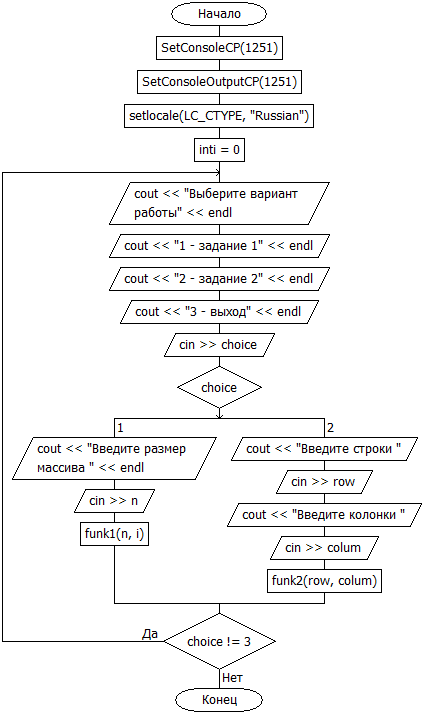 Начало
SetConsoleCP(1251)
SetConsoleOutputCP(1251)
setlocale(LC_CTYPE, "Russian")
inti = 0
cout << "Выберите вариант
работы" << endl
cout << "1 - задание 1" << endl
cout << "2 - задание 2" << endl
cout << "3 - выход" << endl
cin >> choice
choice
1
cout << "Введите размер
массива " << endl
cin >> n
funk1(n, i)
2
cout << "Введите строки "
cin >> row
cout << "Введите колонки "
cin >> colum
funk2(row, colum)
choice != 3
Да
Нет
Конец